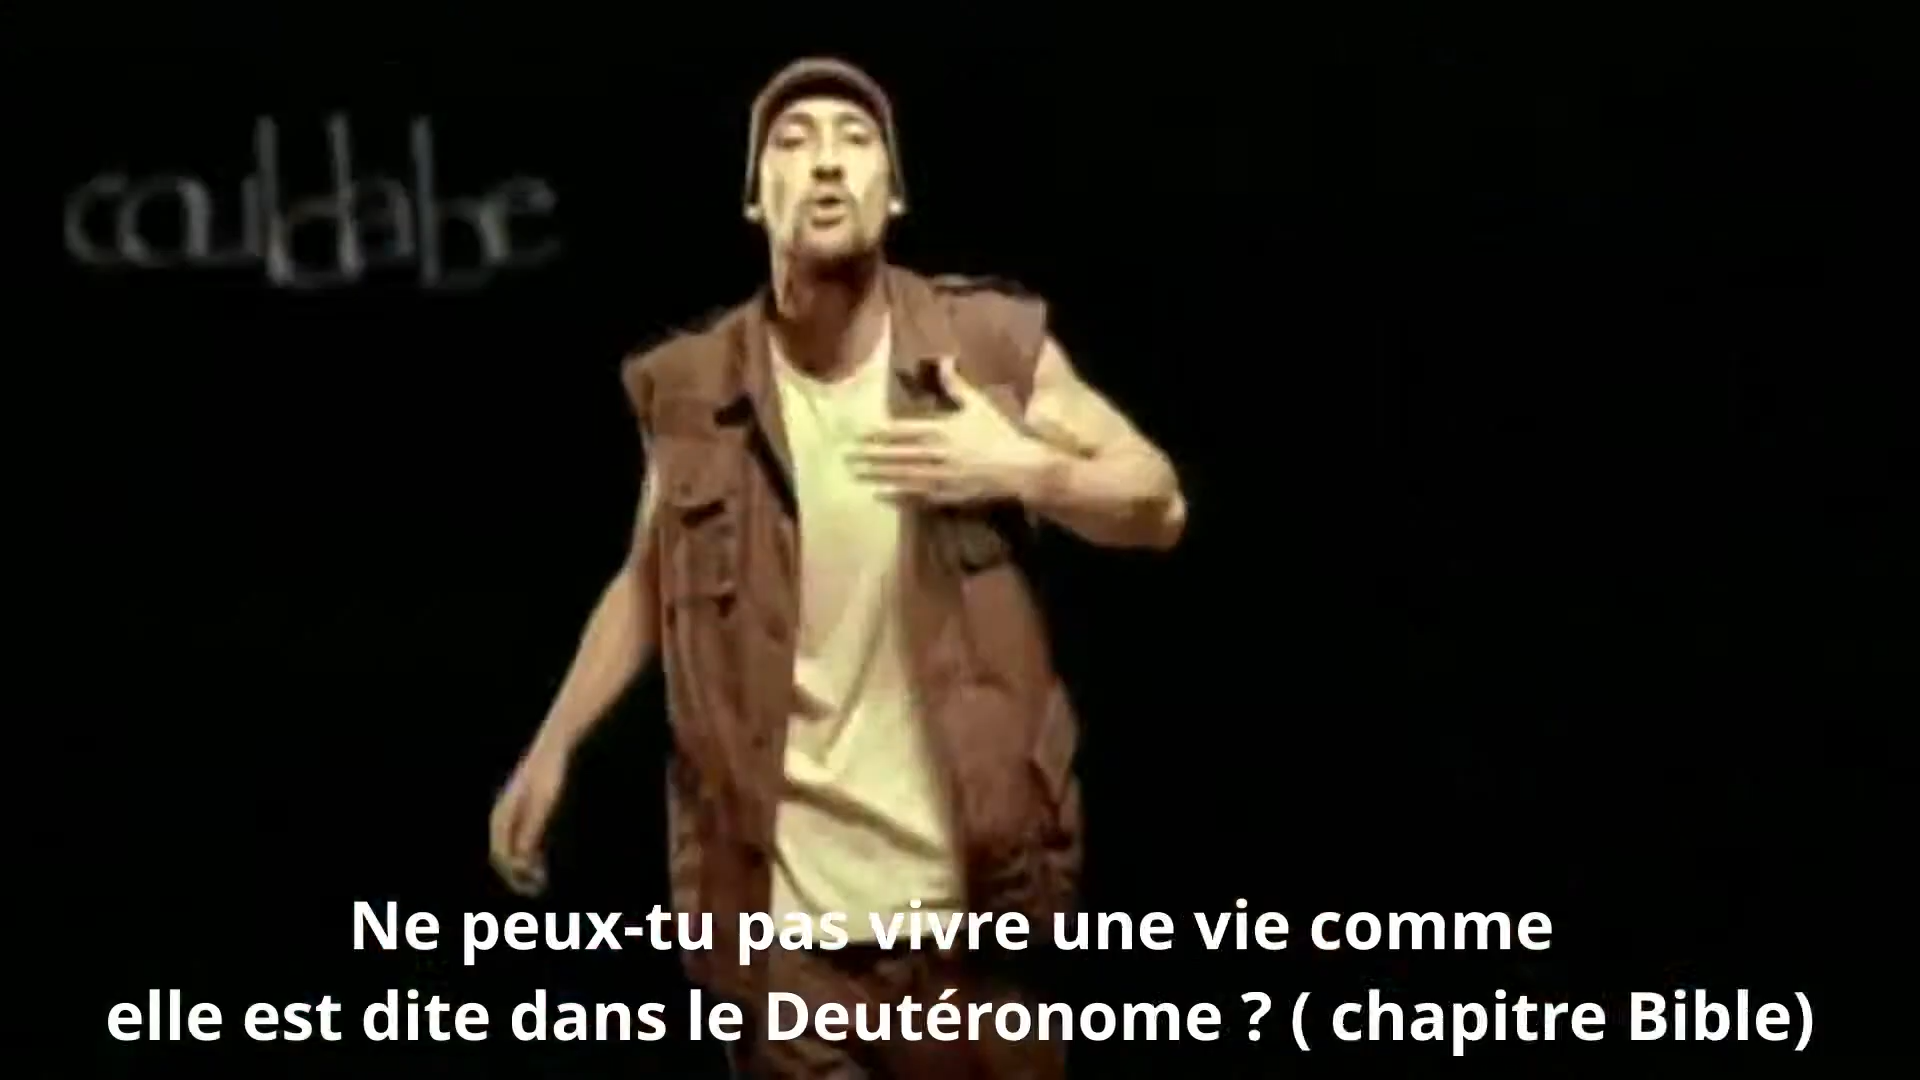 couldabe
Ne peux-tu pas vivre une vie comme
elle est dite dans le Deutéronome ? ( chapitre Bible)